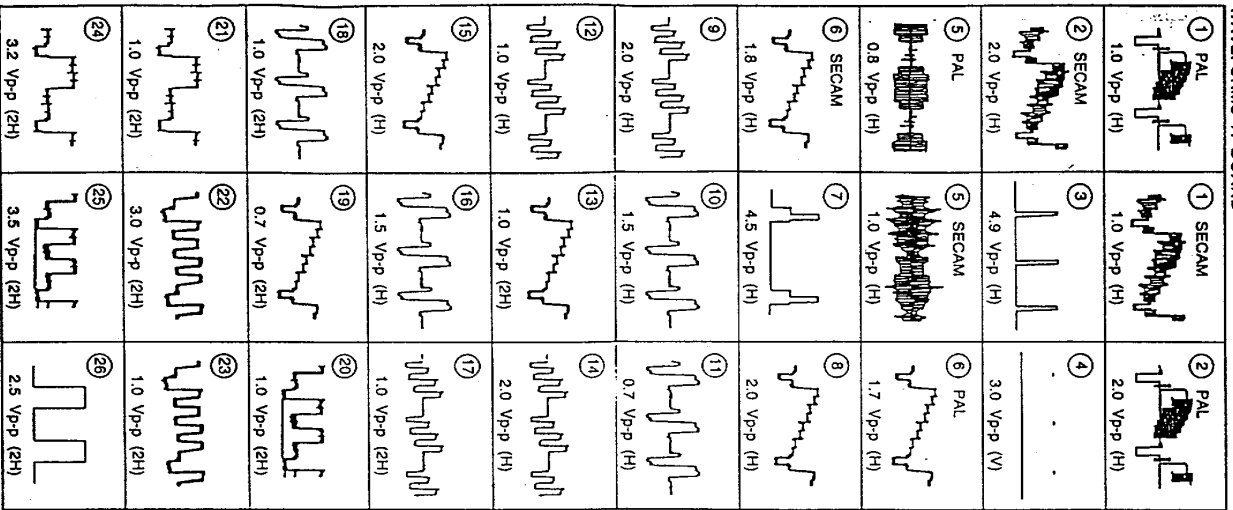 ① PAL
1.0 Vp-p (H)
① SECAM
1.0 Vp-p (H)
② PAL
2.0 Vp-p (H)
② SECAM
2.0 Vp-p (H)
③
4.9 Vp-p (H)
④
3.0 Vp-p (V)
⑤ PAL
0.8 Vp-p (H)
⑤ SECAM
1.0 Vp-p (H)
⑥ PAL
1.7 Vp-p (H)
⑥ SECAM
1.8 Vp-p (H)
⑦
4.5 Vp-p (H)
⑧
2.0 Vp-p (H)
⑨
2.0 Vp-p (H)
⑩
1.5 Vp-p (H)
⑪
0.7 Vp-p (H)
⑫
1.0 Vp-p (H)
⑬
1.0 Vp-p (2H)
⑭
2.0 Vp-p (H)
⑮
2.0 Vp-p (H)
⑯
1.5 Vp-p (2H)
⑰
1.0 Vp-p (H)
⑱
1.0 Vp-p (2H)
⑲
0.7 Vp-p (2H)
⑳
1.0 Vp-p (2H)
㉑
1.0 Vp-p (2H)
㉒
3.0 Vp-p (2H)
㉓
1.0 Vp-p (2H)
㉔
3.2 Vp-p (2H)
㉕
3.5 Vp-p (2H)
㉖
2.5 Vp-p (2H)